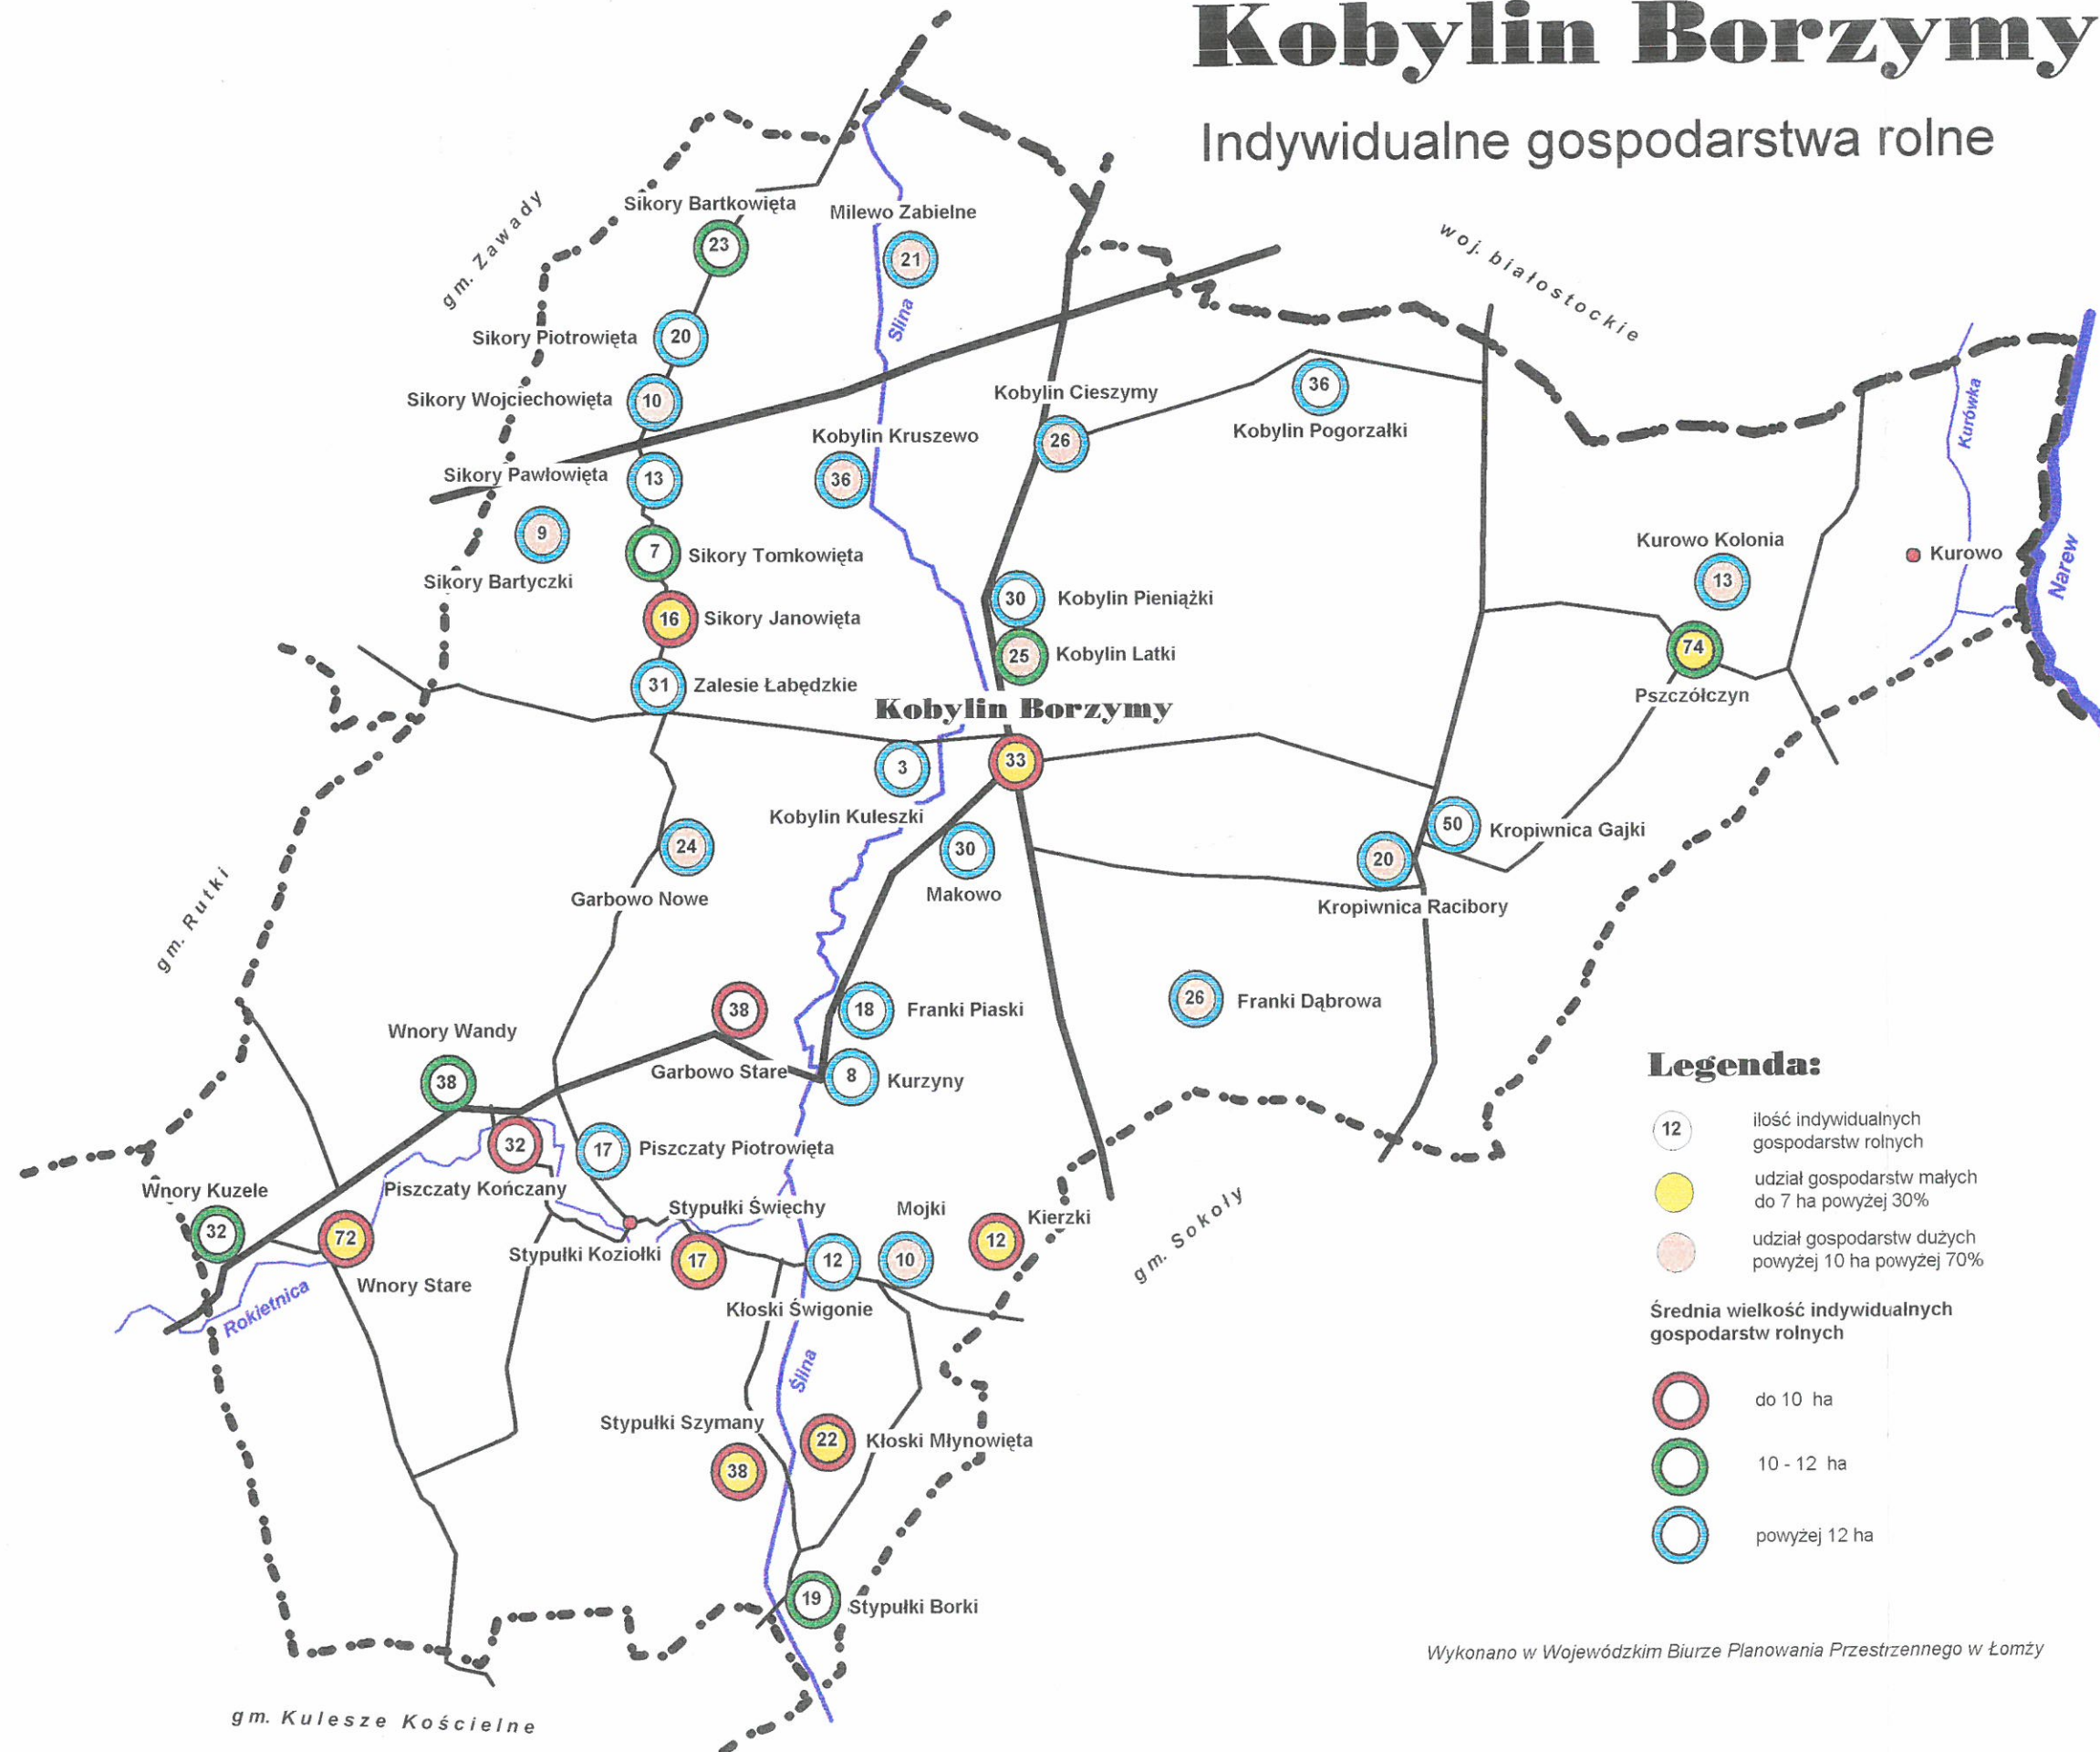 Kobylin Borzymy
Indywidualne gospodarstwa rolne
gm. Zawady
woj. białostockie
Sikory Bartkowięta
23
Milewo Zabielne
21
Slina
Sikory Piotrowięta
20
Sikory Wojciechowięta
10
Kobylin Cieszymy
26
36
Kobylin Pogorzałki
Kurówka
Kobylin Kruszewo
36
Sikory Pawłowięta
13
9
Sikory Bartyczki
7
Sikory Tomkowięta
Kurowo Kolonia
13
Kurowo
Narew
30
Kobylin Pieniążki
16
Sikory Janowięta
25
Kobylin Latki
74
Pszczółczyn
31
Zalesie Łabędzkie
Kobylin Borzymy
33
3
Kobylin Kuleszki
50
Kropiwnica Gajki
24
Garbowo Nowe
30
Makowo
20
Kropiwnica Racibory
gm. Rutki
38
Garbowo Stare
18
Franki Piaski
26
Franki Dąbrowa
Wnory Wandy
38
8
Kurzyny
32
Piszczaty Kończany
17
Piszczaty Piotrowięta
Wnory Kuzele
32
72
Wnory Stare
Rokietnica
Stypułki Święchy
Stypułki Koziołki
17
12
Kłoski Świgonie
Mojki
10
Kierzki
12
gm. Sokoły
Ślina
Stypułki Szymany
38
22
Kłoski Młynowięta
19
Stypułki Borki
gm. Kulesze Kościelne
Legenda:
12
ilość indywidualnych
gospodarstw rolnych
udział gospodarstw małych
do 7 ha powyżej 30%
udział gospodarstw dużych
powyżej 10 ha powyżej 70%
Średnia wielkość indywidualnych
gospodarstw rolnych
do 10 ha
10 - 12 ha
powyżej 12 ha
Wykonano w Wojewódzkim Biurze Planowania Przestrzennego w Łomży